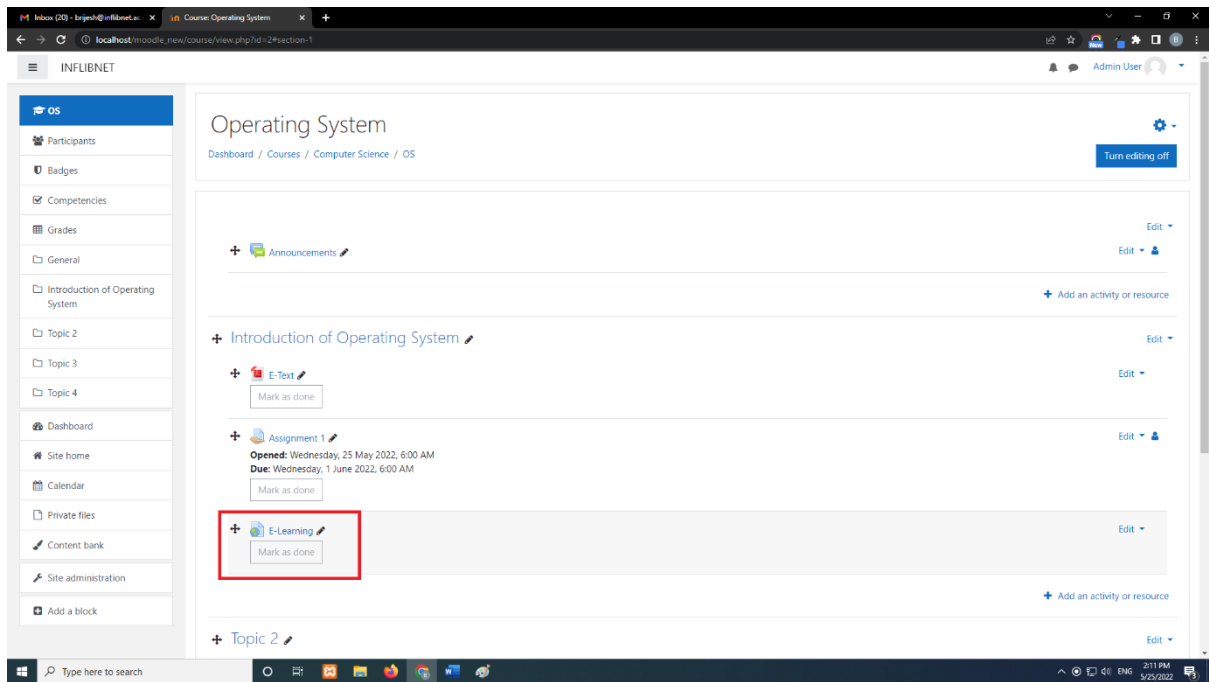 Inbox (20) - brijesh@inflibnet.ac.
Course: Operating System
localhost/moodle_new/course/view.php?id=2#section-1
New
B
INFLIBNET
Admin User
OS
Participants
Badges
Competencies
Grades
General
Introduction of Operating
System
Topic 2
Topic 3
Topic 4
Dashboard
Site home
Calendar
Private files
Content bank
Site administration
Add a block
Operating System
Dashboard / Courses / Computer Science / OS
Turn editing off
Edit
Announcements
Edit
Add an activity or resource
Introduction of Operating System
Edit
E-Text
Edit
Mark as done
Assignment 1
Edit
Opened: Wednesday, 25 May 2022, 6:00 AM
Due: Wednesday, 1 June 2022, 6:00 AM
Mark as done
E-Learning
Edit
Mark as done
Add an activity or resource
Topic 2
Edit
Type here to search
ENG
2:11 PM
5/25/2022